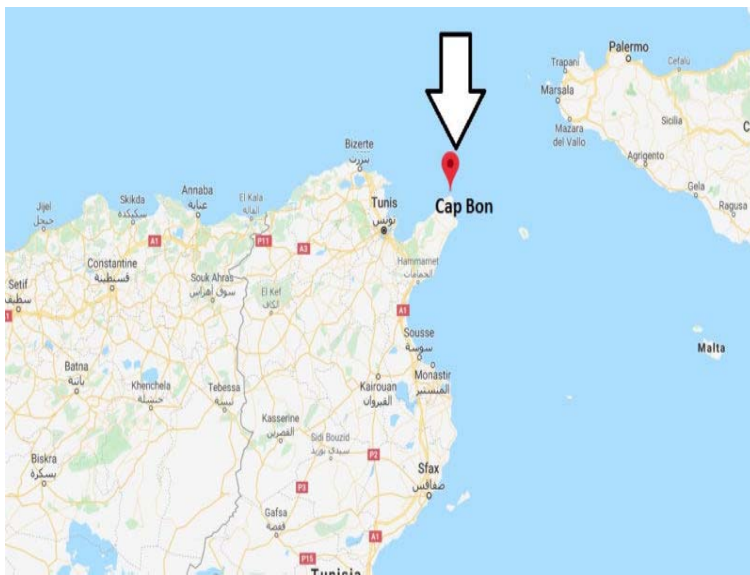 Palermo
Trapani
Cefalu
Marsala
Sicilia
Mazara
del Vallo
Agrigento
Gela
Ragusa
Bizerte
بنزرت
Cap Bon
Tunis
تونس
Annaba
عنابة
El Kala
القالة
Skikda
سكيكدة
Jijel
جيجل
A1
P11
A3
Constantine
قسنطينة
Souk Ahras
سوق أهراس
El Kef
الكاف
Hammamet
الحمامات
Setif
سطيف
A1
Sousse
سوسة
Malta
Monastir
المنستير
Batna
باتنة
Khenchela
خنشلة
Tebessa
تبسة
Kairouan
القيروان
Kasserine
القصرين
Sidi Bouzid
سيدي بوزيد
Biskra
بسكرة
P2
Sfax
صفاقس
P3
Gafsa
قفصة
A1
P15
Tunisia